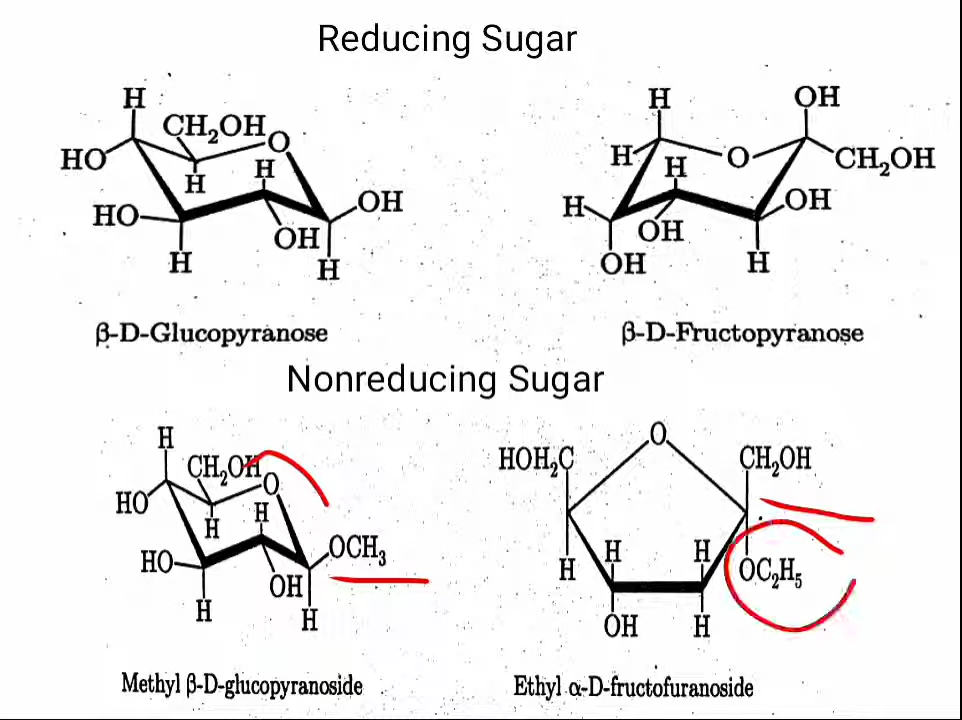 Reducing Sugar
H
CH₂OH
O
HO
H
H
HO
OH
OH
H
H
β-D-Glucopyranose
H
OH
H
O
CH₂OH
H
H
OH
OH
OH
H
β-D-Fructopyranose
Nonreducing Sugar
H
CH₂OH
O
HO
H
H
HO
OCH₃
OH
H
H
Methyl β-D-glucopyranoside
O
HOH₂C
CH₂OH
H
H
H
OC₂H₅
OH
H
Ethyl α-D-fructofuranoside